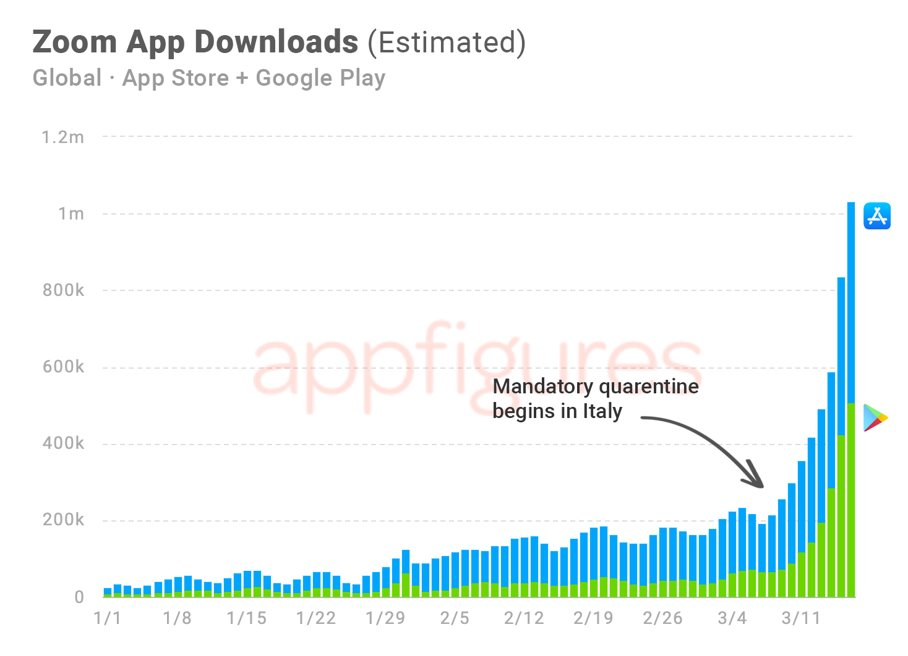 Zoom App Downloads (Estimated)
Global · App Store + Google Play
1.2m
1m
800k
600k
400k
200k
0
appfigures
Mandatory quarentine
begins in Italy
1/1 1/8 1/15 1/22 1/29 2/5 2/12 2/19 2/26 3/4 3/11